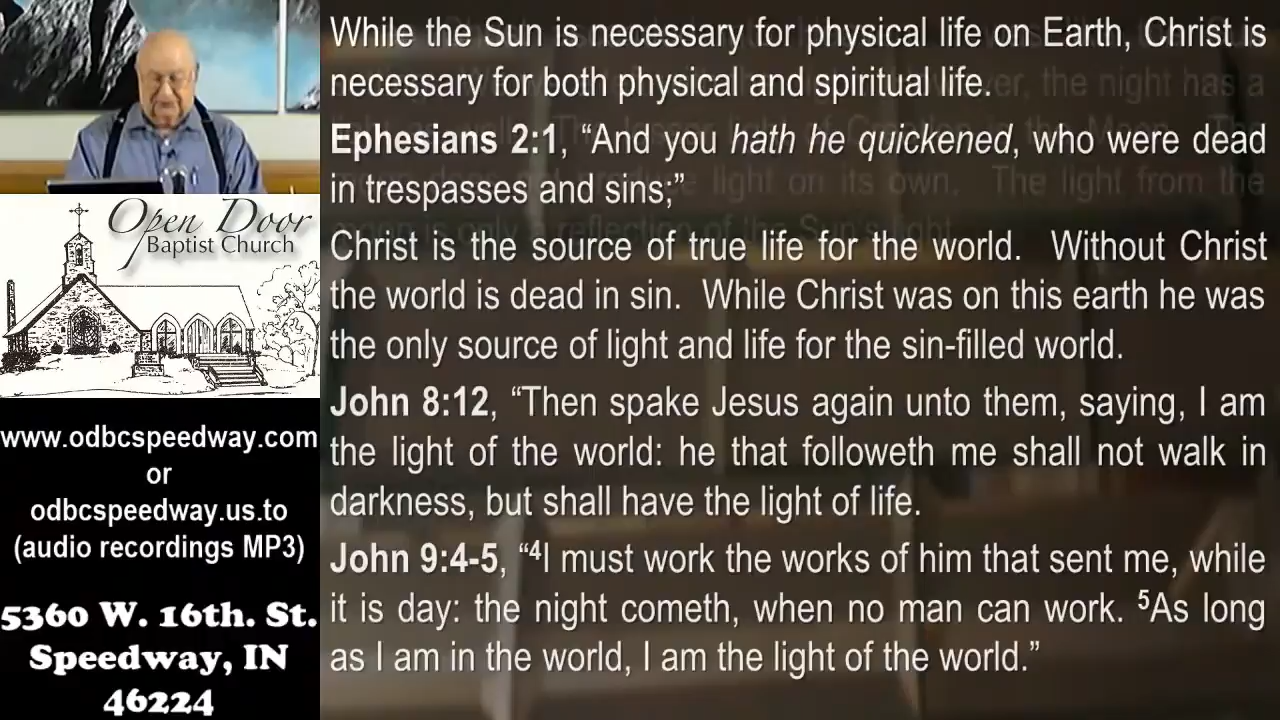 While the Sun is necessary for physical life on Earth, Christ is
necessary for both physical and spiritual life.
Ephesians 2:1, “And you hath he quickened, who were dead
in trespasses and sins;”
Christ is the source of true life for the world. Without Christ
the world is dead in sin. While Christ was on this earth he was
the only source of light and life for the sin-filled world.
John 8:12, “Then spake Jesus again unto them, saying, I am
the light of the world: he that followeth me shall not walk in
darkness, but shall have the light of life.
John 9:4-5, “4I must work the works of him that sent me, while
it is day: the night cometh, when no man can work. 5As long
as I am in the world, I am the light of the world.”
Open Door
Baptist Church
www.odbcspeedway.com
or
odbcspeedway.us.to
(audio recordings MP3)
5360 W. 16th. St.
Speedway, IN
46224